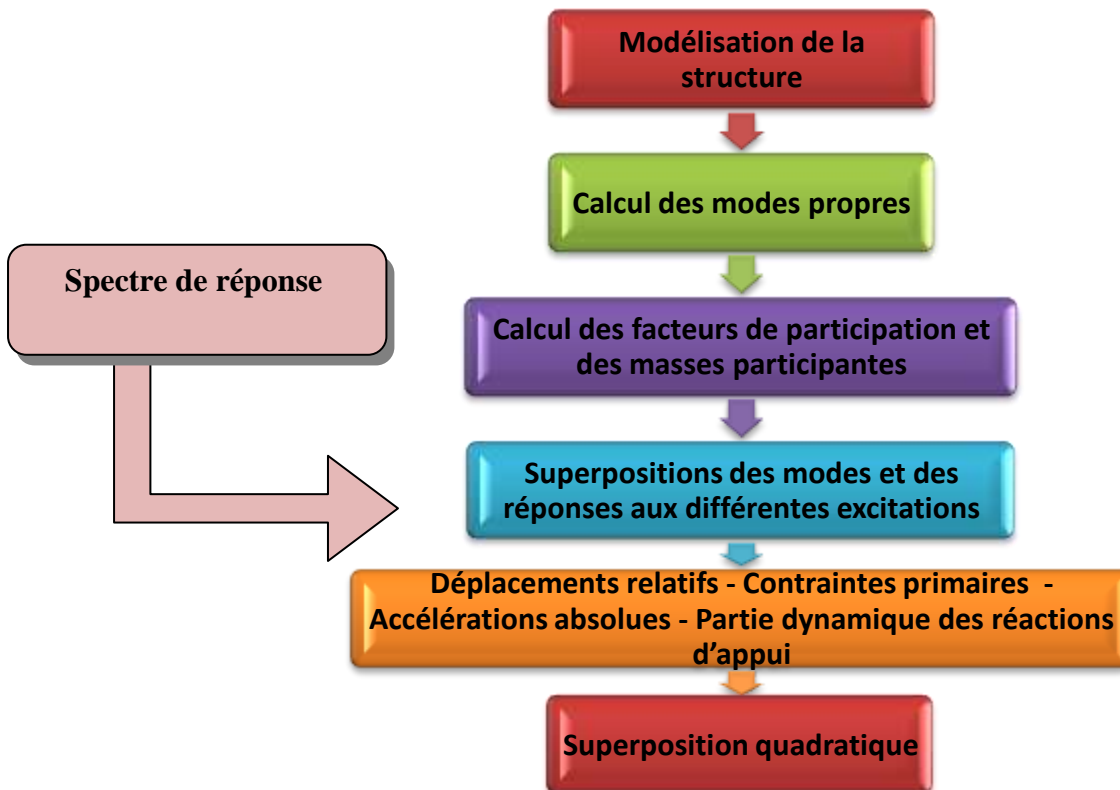 Modélisation de la
structure
Calcul des modes propres
Spectre de réponse
Calcul des facteurs de participation et
des masses participantes
Superpositions des modes et des
réponses aux différentes excitations
Déplacements relatifs - Contraintes primaires -
Accélérations absolues - Partie dynamique des réactions
d’appui
Superposition quadratique